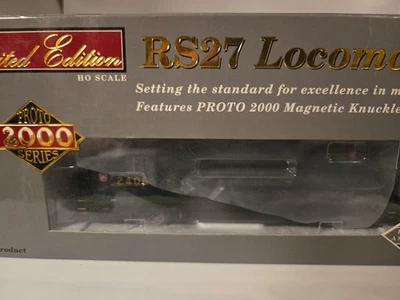 ited Edition
HO SCALE
RS27 Locomo
Setting the standard for excellence in m
Features PROTO 2000 Magnetic Knuckle
PROTO
2000
SERIES
roduct